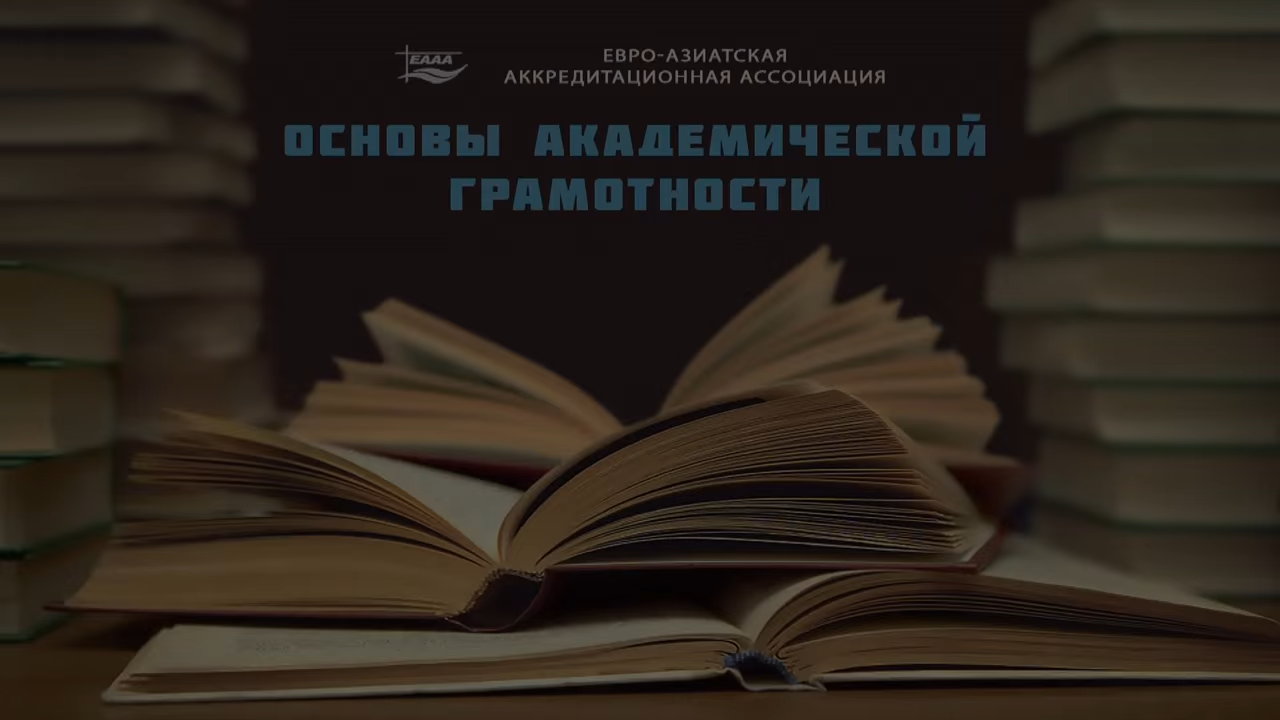 ЕААА
ЕВРО-АЗИАТСКАЯ
АККРЕДИТАЦИОННАЯ АССОЦИАЦИЯ
ОСНОВЫ АКАДЕМИЧЕСКОЙ
ГРАМОТНОСТИ